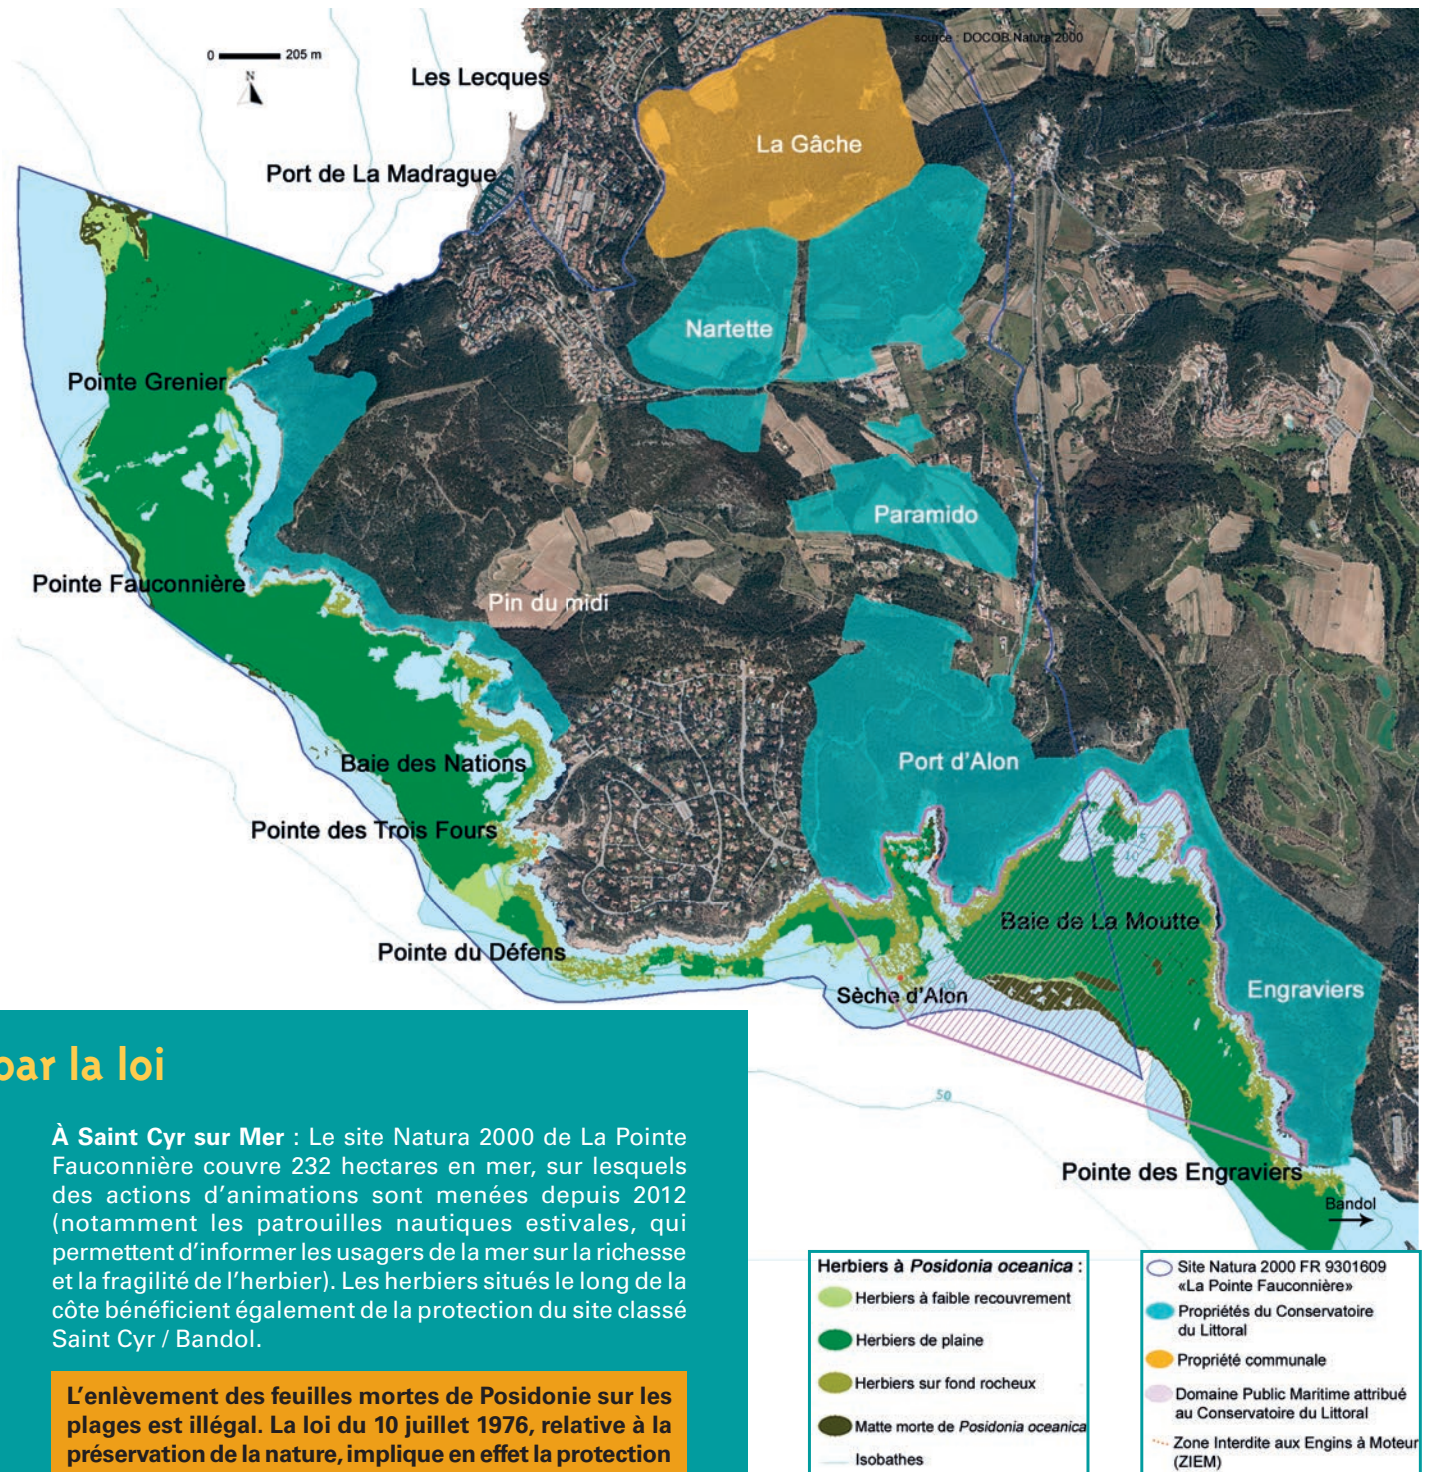 0 205 m
N
source : DOCOB Natura 2000
Les Lecques
La Gâche
Port de La Madrague
Nartette
Pointe Grenier
Paramido
Pointe Fauconnière
Pin du midi
Port d'Alon
Baie des Nations
Pointe des Trois Fours
Baie de La Moutte
Pointe du Défens
Sèche d'Alon
Engraviers
50
Pointe des Engraviers
Bandol
par la loi
À Saint Cyr sur Mer : Le site Natura 2000 de La Pointe
Fauconnière couvre 232 hectares en mer, sur lesquels
des actions d'animations sont menées depuis 2012
(notamment les patrouilles nautiques estivales, qui
permettent d'informer les usagers de la mer sur la richesse
et la fragilité de l'herbier). Les herbiers situés le long de la
côte bénéficient également de la protection du site classé
Saint Cyr / Bandol.
L'enlèvement des feuilles mortes de Posidonie sur les
plages est illégal. La loi du 10 juillet 1976, relative à la
préservation de la nature, implique en effet la protection
Herbiers à Posidonia oceanica :
Herbiers à faible recouvrement
Herbiers de plaine
Herbiers sur fond rocheux
Matte morte de Posidonia oceanica
Isobathes
Site Natura 2000 FR 9301609
«La Pointe Fauconnière»
Propriétés du Conservatoire
du Littoral
Propriété communale
Domaine Public Maritime attribué
au Conservatoire du Littoral
Zone Interdite aux Engins à Moteur
(ZIEM)